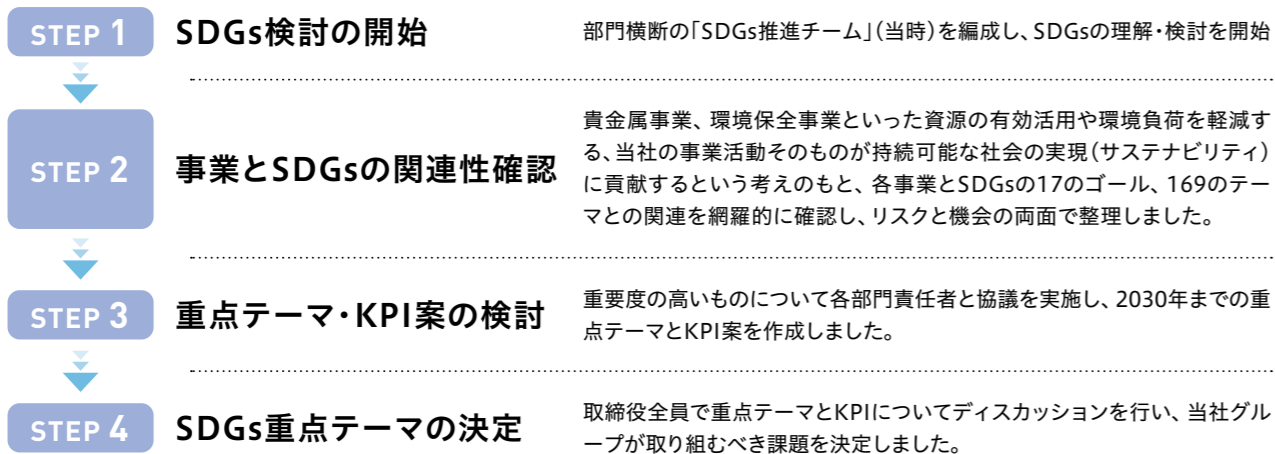 STEP 1
SDGs検討の開始
部門横断の「SDGs推進チーム」（当時）を編成し、SDGsの理解・検討を開始
STEP 2
事業とSDGsの関連性確認
貴金属事業、環境保全事業といった資源の有効活用や環境負荷を軽減す
る、当社の事業活動そのものが持続可能な社会の実現（サステナビリティ）
に貢献するという考えのもと、各事業とSDGsの17のゴール、169のテー
マとの関連を網羅的に確認し、リスクと機会の両面で整理しました。
STEP 3
重点テーマ・KPI案の検討
重要度の高いものについて各部門責任者と協議を実施し、2030年までの重
点テーマとKPI案を作成しました。
STEP 4
SDGs重点テーマの決定
取締役全員で重点テーマとKPIについてディスカッションを行い、当社グル
ープが取り組むべき課題を決定しました。